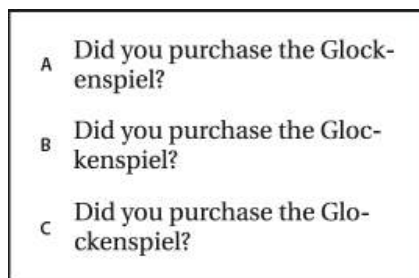 A Did you purchase the Glock-
enspiel?
B Did you purchase the Gloc-
kenspiel?
C Did you purchase the Glo-
ckenspiel?